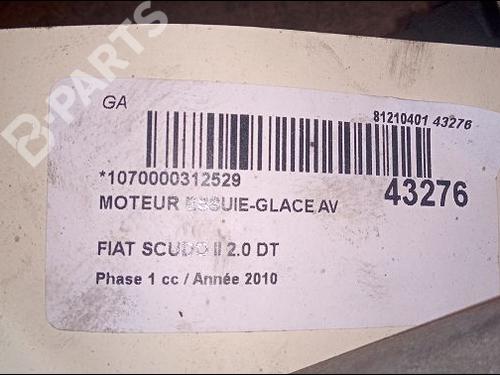 B-PARTS
GA
81210401 43276
*1070000312529
43276
MOTEUR ESSUIE-GLACE AV
FIAT SCUDO II 2.0 DT
Phase 1 cc / Année 2010